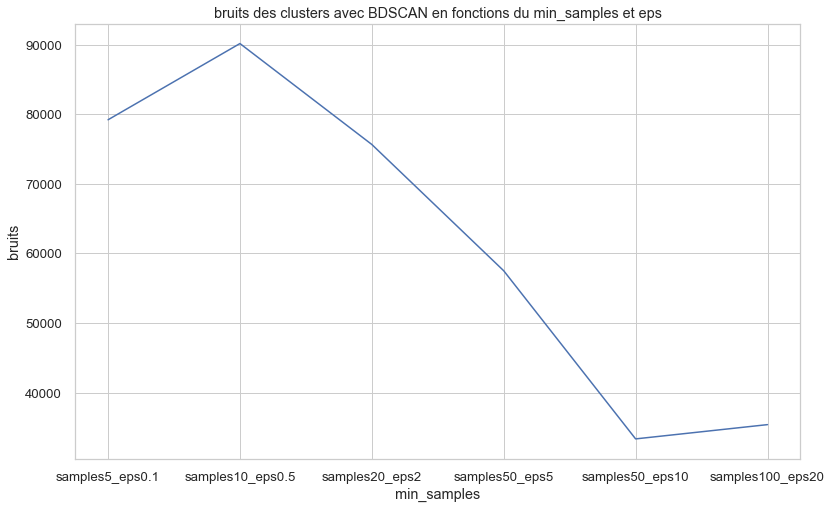 bruits des clusters avec BDSCAN en fonctions du min_samples et eps
90000
80000
70000
60000
50000
40000
bruits
samples5_eps0.1 samples10_eps0.5 samples20_eps2 samples50_eps5 samples50_eps10 samples100_eps20
min_samples